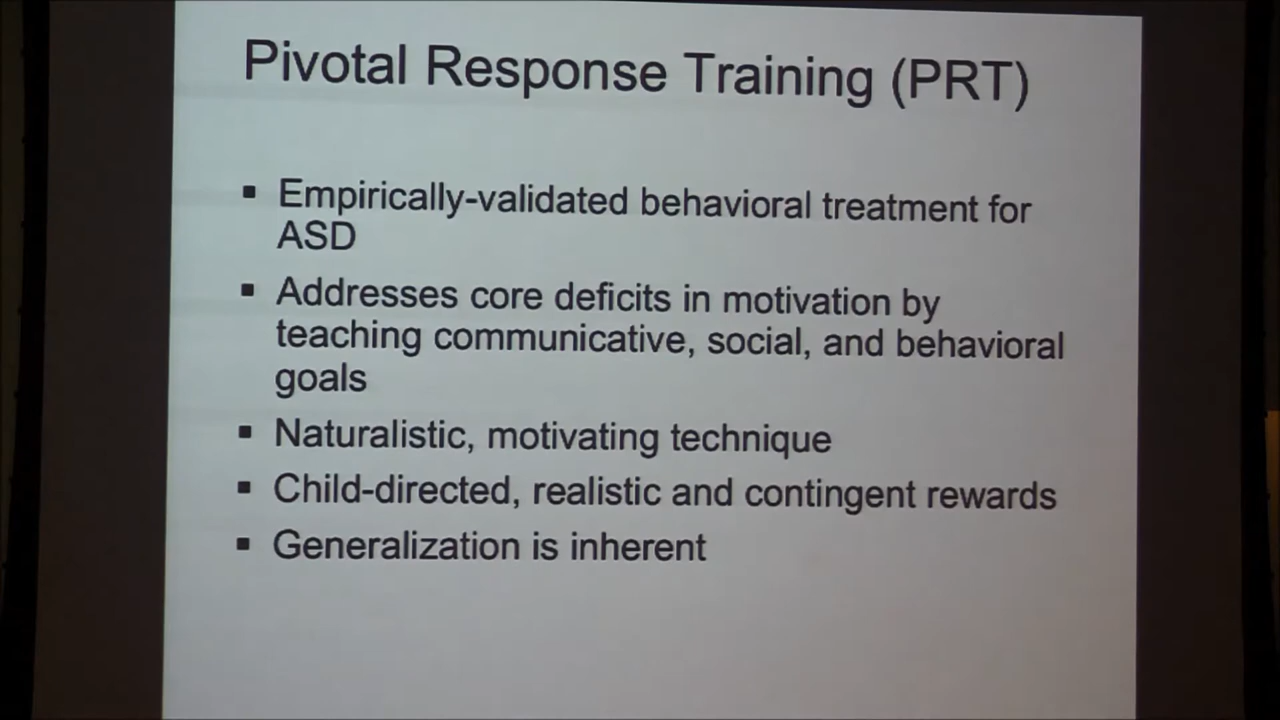 Pivotal Response Training (PRT)
▪ Empirically-validated behavioral treatment for
ASD
▪ Addresses core deficits in motivation by
teaching communicative, social, and behavioral
goals
▪ Naturalistic, motivating technique
▪ Child-directed, realistic and contingent rewards
▪ Generalization is inherent